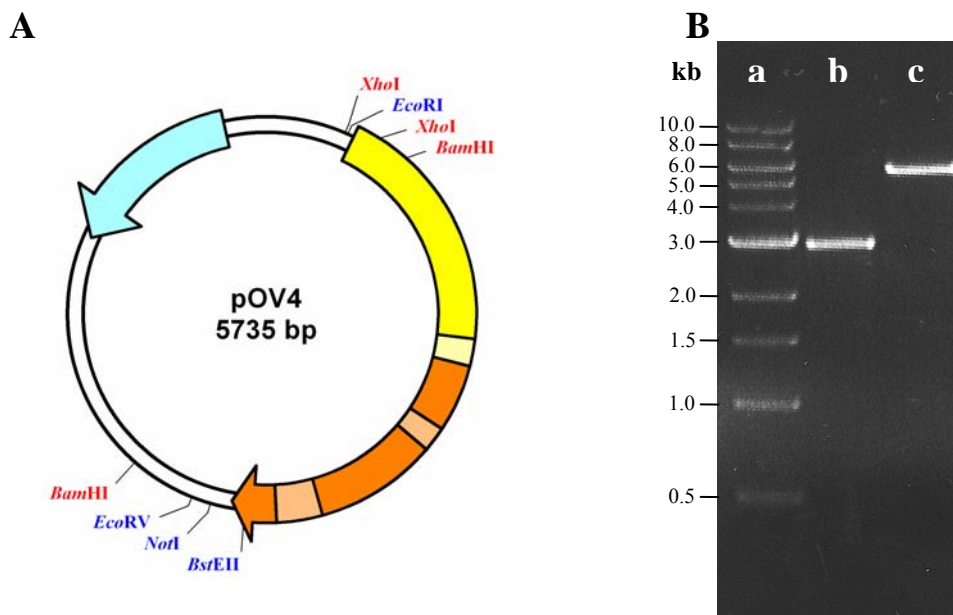 A
XhoI
EcoRI
XhoI
BamHI
pOV4
5735 bp
BamHI
EcoRV
NotI
BstEII
B
kb
a b c
10.0
8.0
6.0
5.0
4.0
3.0
2.0
1.5
1.0
0.5